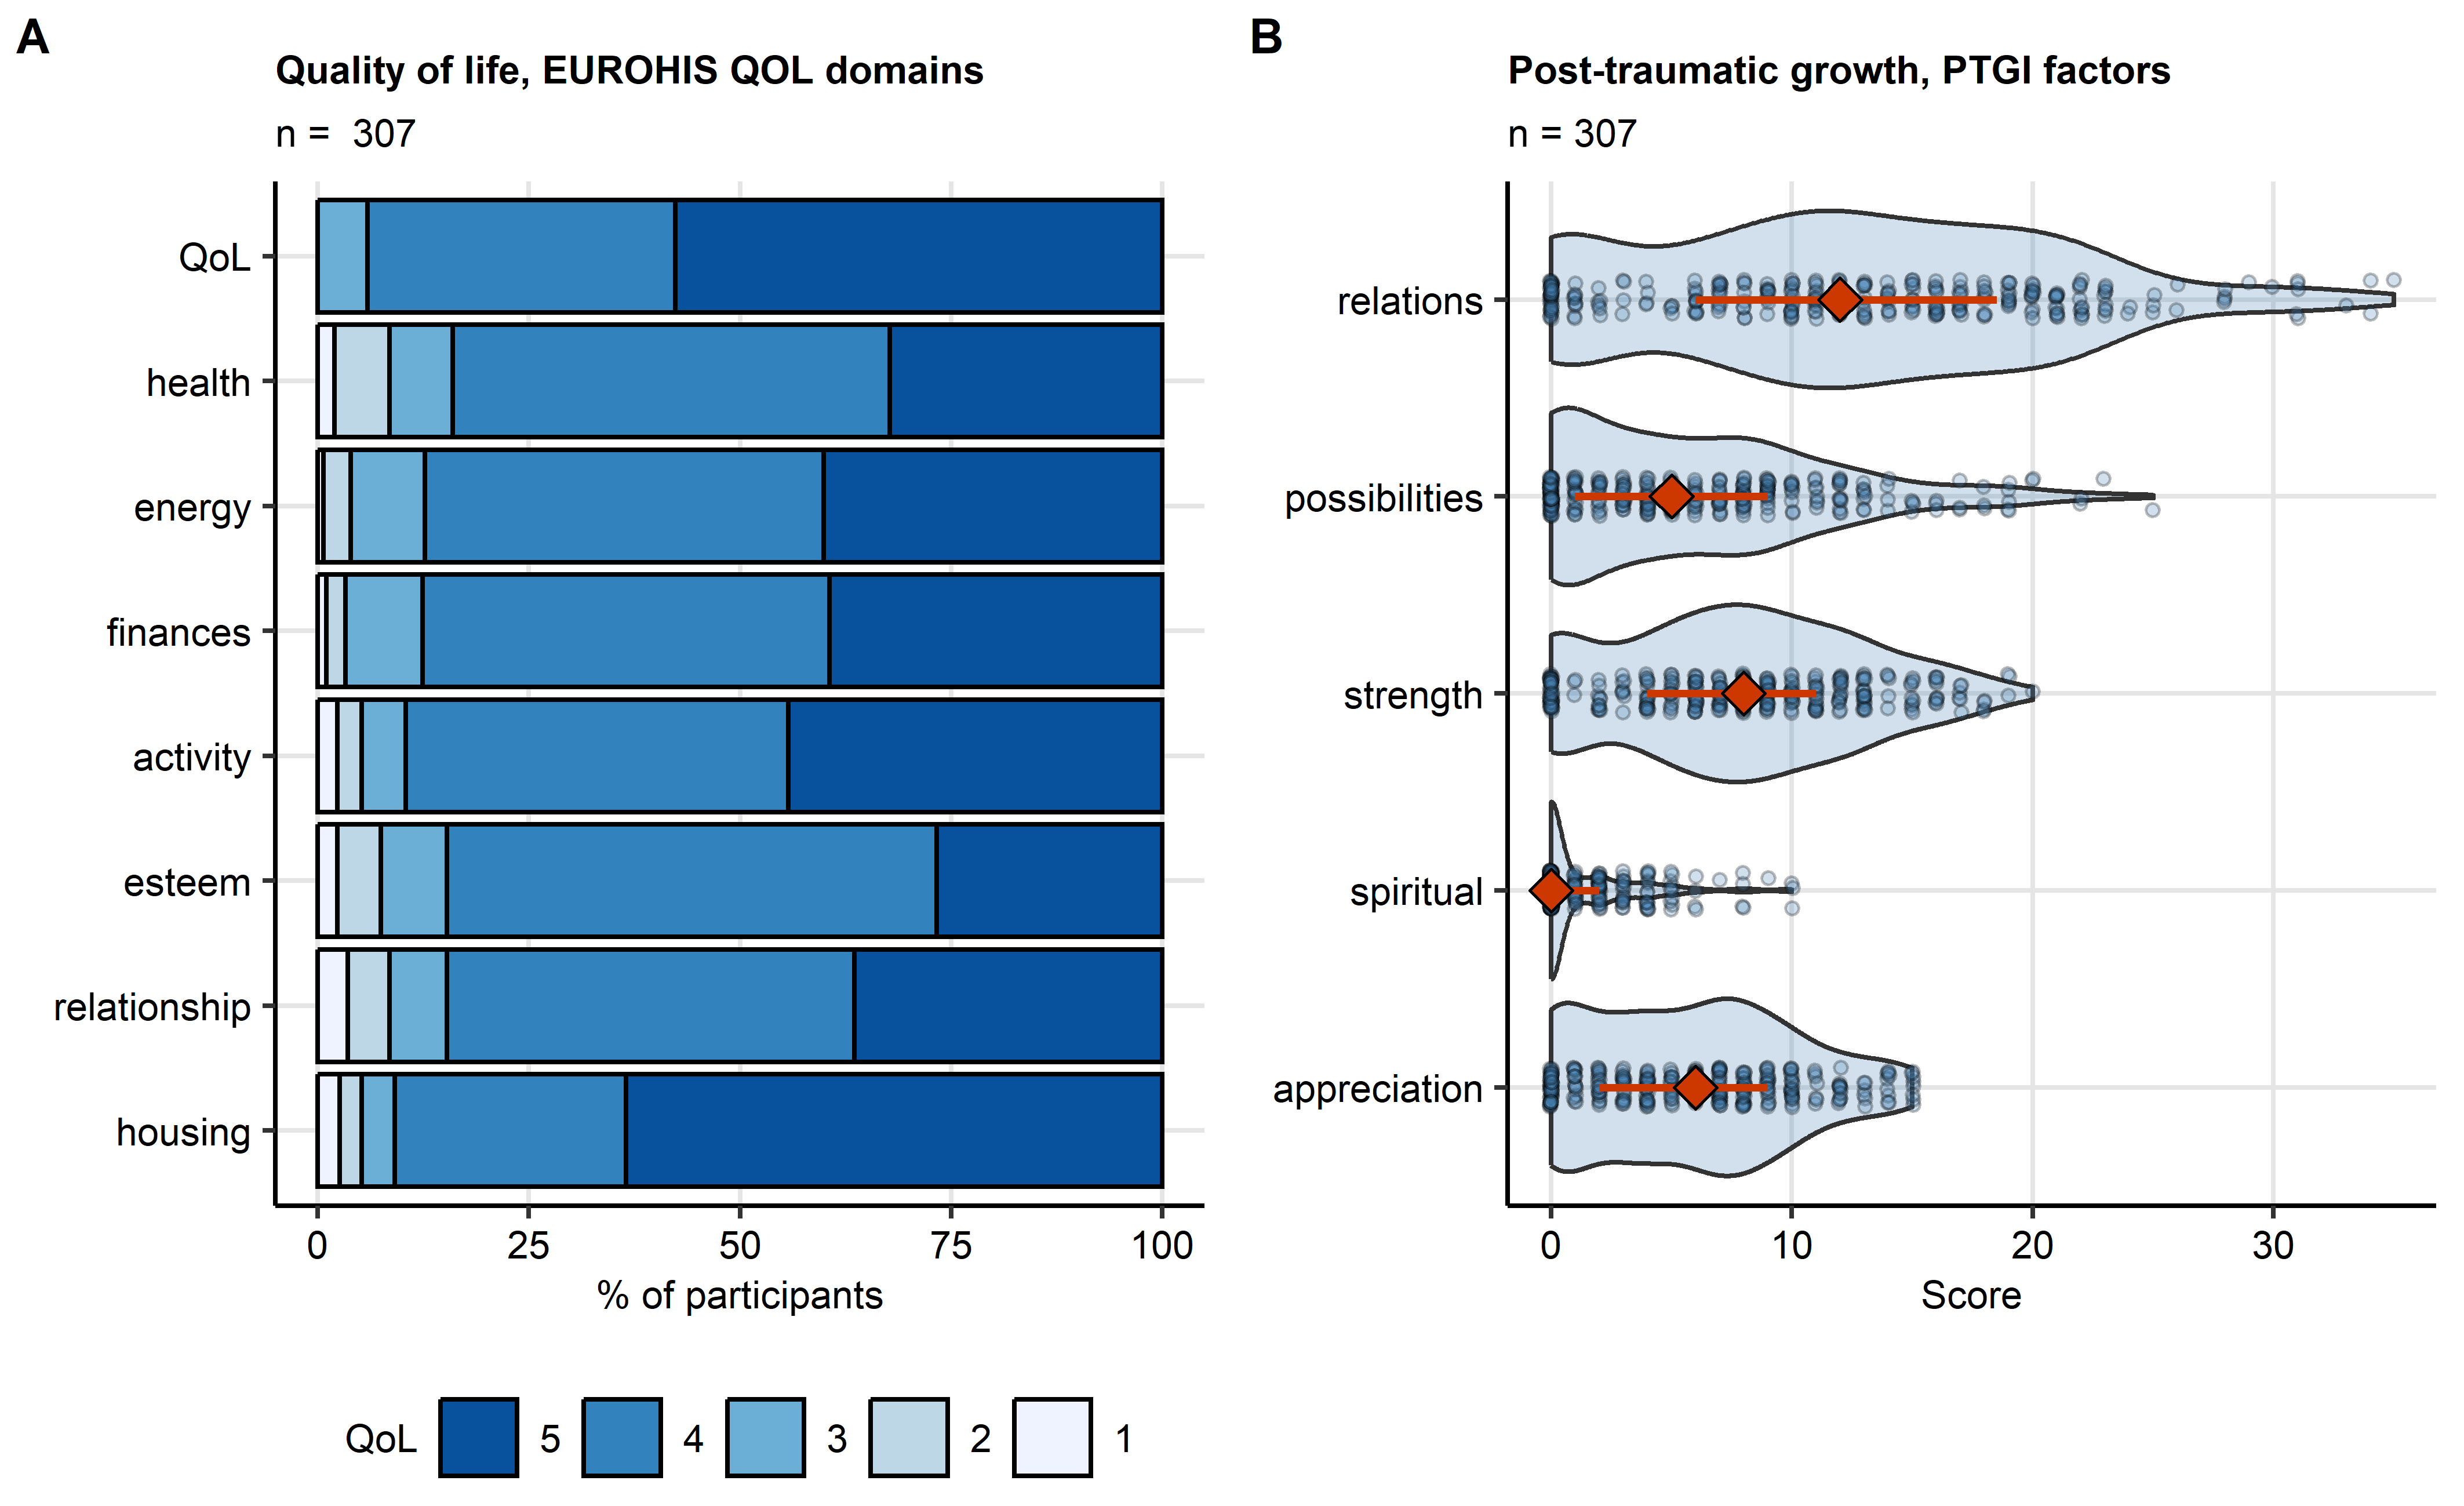 A
Quality of life, EUROHIS QOL domains
n =  307
QoL
health
energy
finances
activity
esteem
relationship
housing
0 25 50 75 100
% of participants
QoL 5 4 3 2 1
B
Post-traumatic growth, PTGI factors
n = 307
relations
possibilities
strength
spiritual
appreciation
0 10 20 30
Score